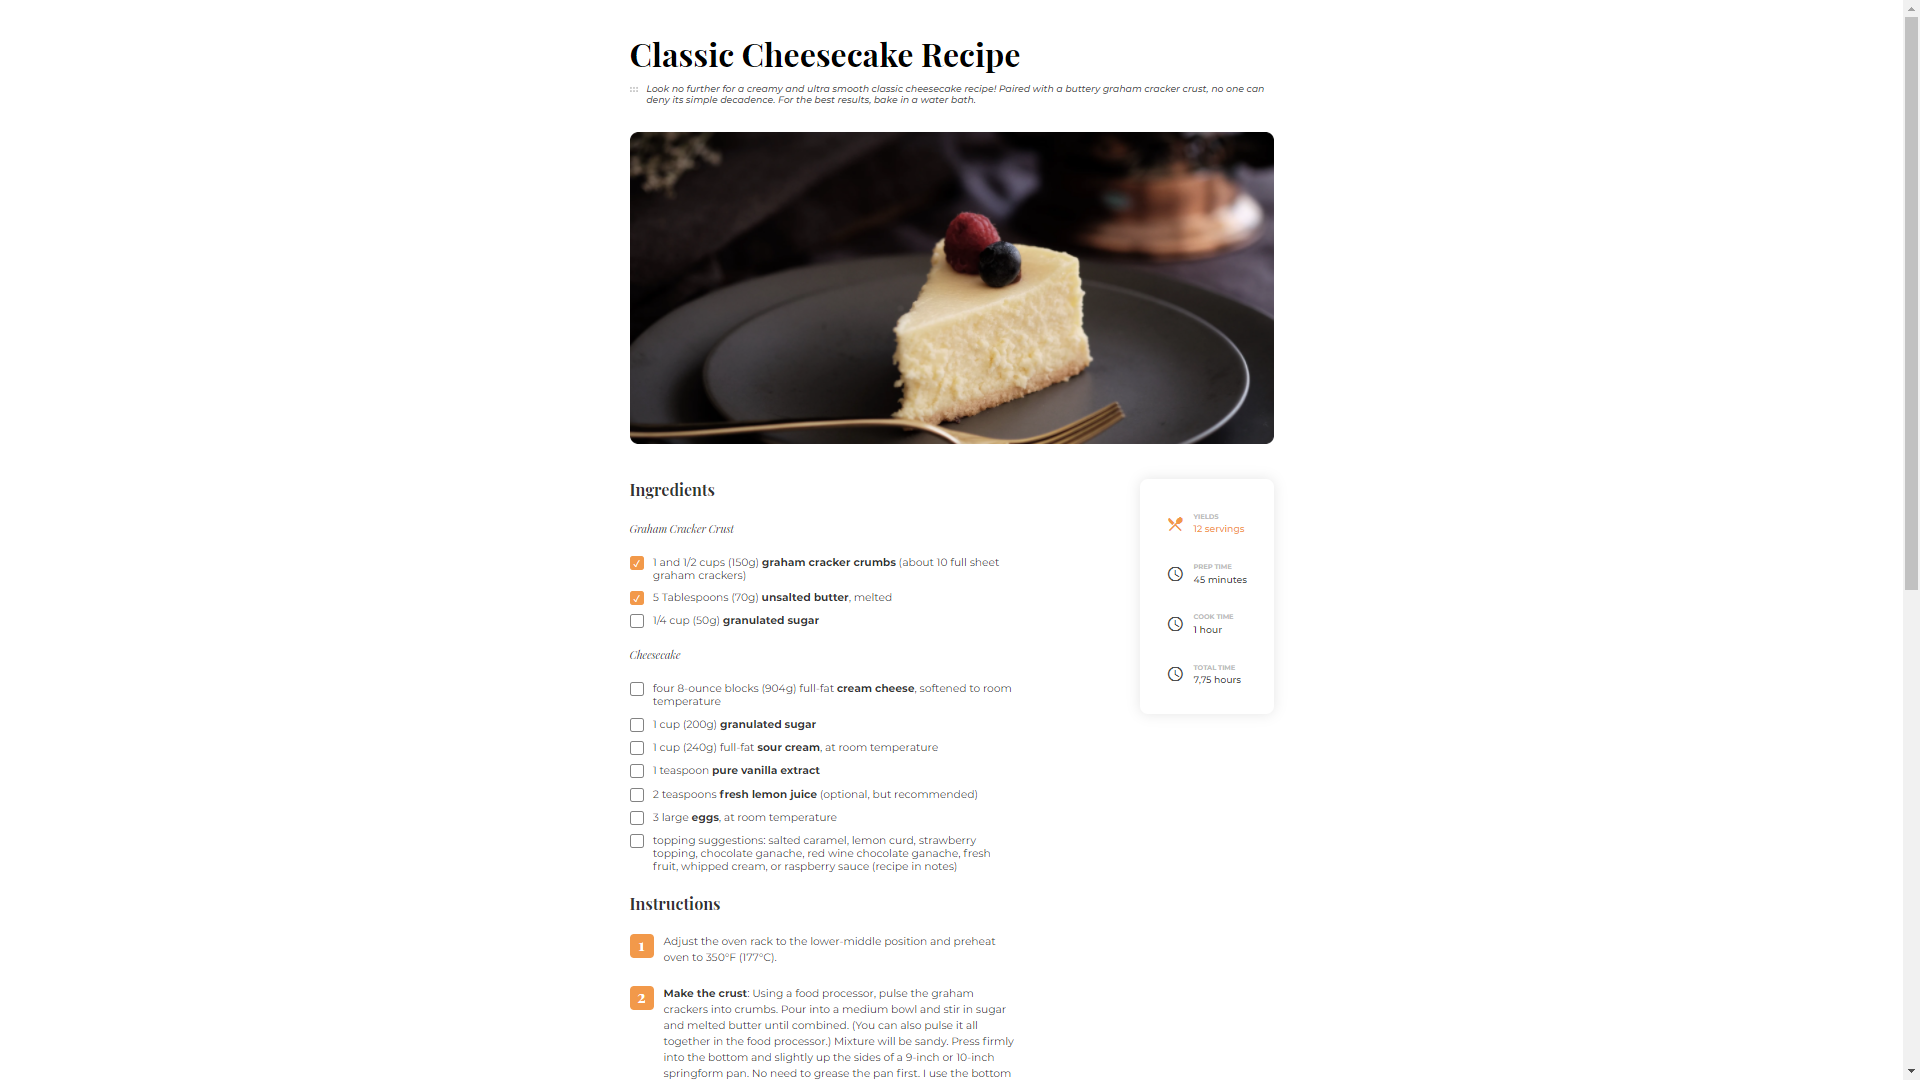 Classic Cheesecake Recipe
Look no further for a creamy and ultra smooth classic cheesecake recipe! Paired with a buttery graham cracker crust, no one can
deny its simple decadence. For the best results, bake in a water bath.
Ingredients
Graham Cracker Crust
1 and 1/2 cups (150g) graham cracker crumbs (about 10 full sheet
graham crackers)
5 Tablespoons (70g) unsalted butter, melted
1/4 cup (50g) granulated sugar
Cheesecake
four 8-ounce blocks (904g) full-fat cream cheese, softened to room
temperature
1 cup (200g) granulated sugar
1 cup (240g) full-fat sour cream, at room temperature
1 teaspoon pure vanilla extract
2 teaspoons fresh lemon juice (optional, but recommended)
3 large eggs, at room temperature
topping suggestions: salted caramel, lemon curd, strawberry
topping, chocolate ganache, red wine chocolate ganache, fresh
fruit, whipped cream, or raspberry sauce (recipe in notes)
YIELDS
12 servings
PREP TIME
45 minutes
COOK TIME
1 hour
TOTAL TIME
7,75 hours
Instructions
1 Adjust the oven rack to the lower-middle position and preheat
oven to 350°F (177°C).
2 Make the crust: Using a food processor, pulse the graham
crackers into crumbs. Pour into a medium bowl and stir in sugar
and melted butter until combined. (You can also pulse it all
together in the food processor.) Mixture will be sandy. Press firmly
into the bottom and slightly up the sides of a 9-inch or 10-inch
springform pan. No need to grease the pan first. I use the bottom